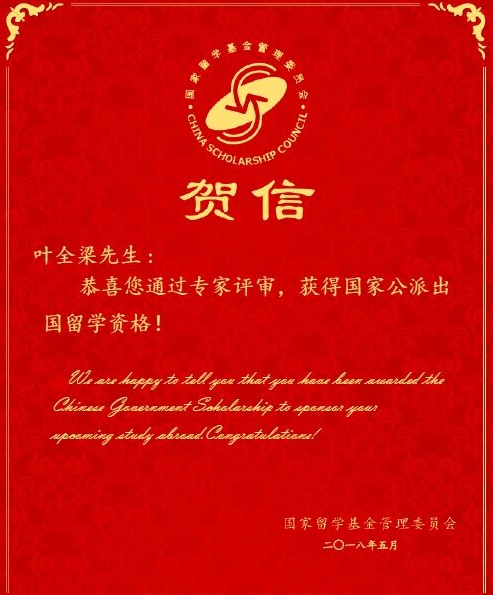 国家留学基金管理委员会
CHINA SCHOLARSHIP COUNCIL
贺信
叶全梁先生：
恭喜您通过专家评审，获得国家公派出
国留学资格！
We are happy to tell you that you have been awarded the
Chinese Government Scholarship to sponsor your
upcoming study abroad.Congratulations!
国家留学基金管理委员会
二〇一八年五月